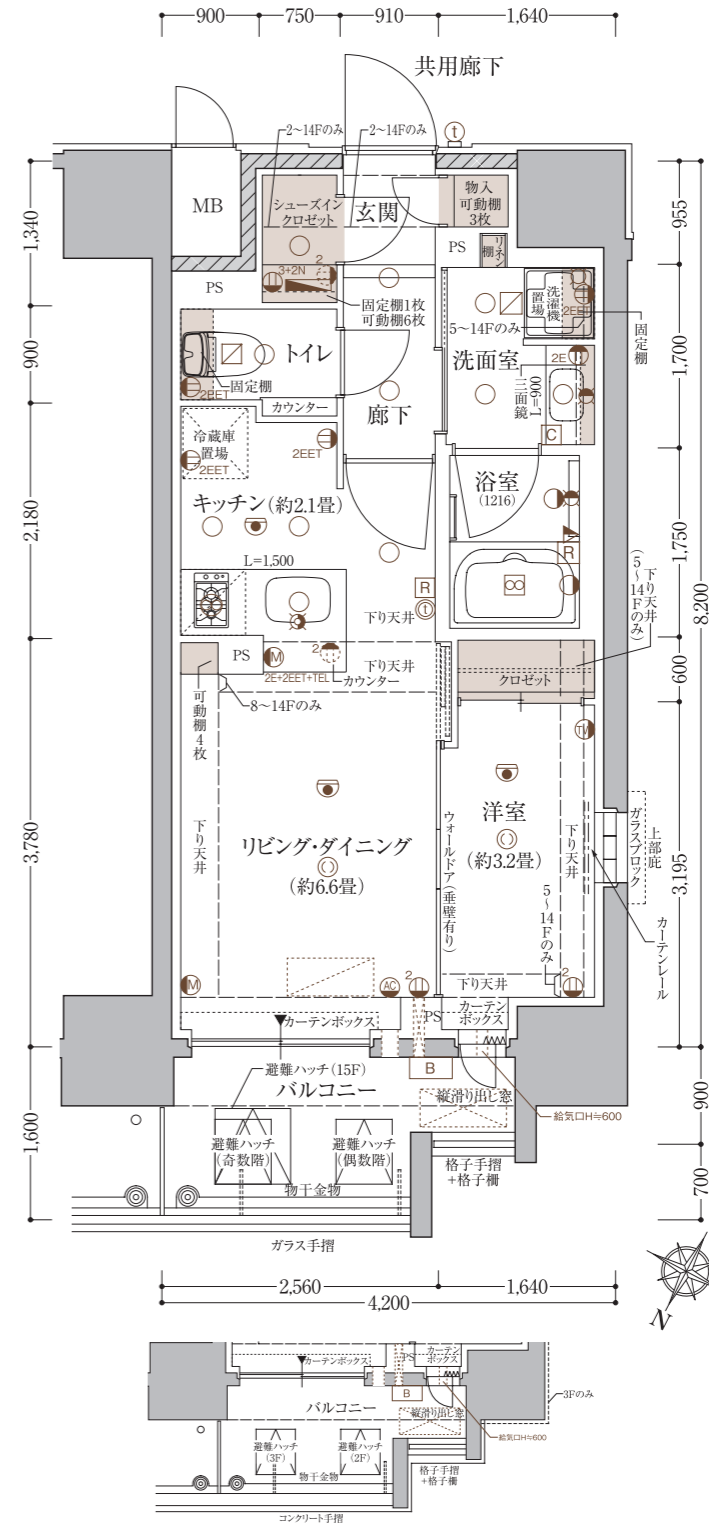 900
750
910
1,640
共用廊下
2〜14Fのみ
2〜14Fのみ
t
MB
シューズイン
クロゼット
玄関
物入
可動棚
3枚
PS
リネン
棚
PS
3+2N
2
固定棚1枚
可動棚6枚
洗濯機
置場
2EET
5〜14Fのみ
固定棚
トイレ
固定棚
2EET
カウンター
廊下
洗面室
2E
三面鏡
L=900
C
冷蔵庫
置場
2EET
2EET
キッチン(約2.1畳)
浴室
(1216)
R
L=1,500
R
t
下り天井
下り天井
(5〜14Fのみ)
PS
M
2
2E+2EET+TEL
下り天井
カウンター
可動棚4枚
8〜14Fのみ
クロゼット
TV
下り天井
リビング・ダイニング
(約6.6畳)
ウォールドア(垂壁有り)
洋室
(約3.2畳)
下り天井
5〜14Fのみ
ガラスブロック
上部庇
カーテンレール
M
AC
2
下り天井
2
カーテンボックス
PS
カーテン
ボックス
B
避難ハッチ(15F)
バルコニー
縦滑り出し窓
給気口H≒600
避難ハッチ
(奇数階)
避難ハッチ
(偶数階)
物干金物
格子手摺
+格子柵
ガラス手摺
1,340
900
2,180
3,780
1,600
955
1,700
1,750
600
3,195
8,200
900
700
2,560
1,640
4,200
N
カーテンボックス
PS
カーテン
ボックス
B
3Fのみ
バルコニー
縦滑り出し窓
給気口H≒600
避難ハッチ
(3F)
避難ハッチ
(2F)
物干金物
格子手摺
+格子柵
コンクリート手摺